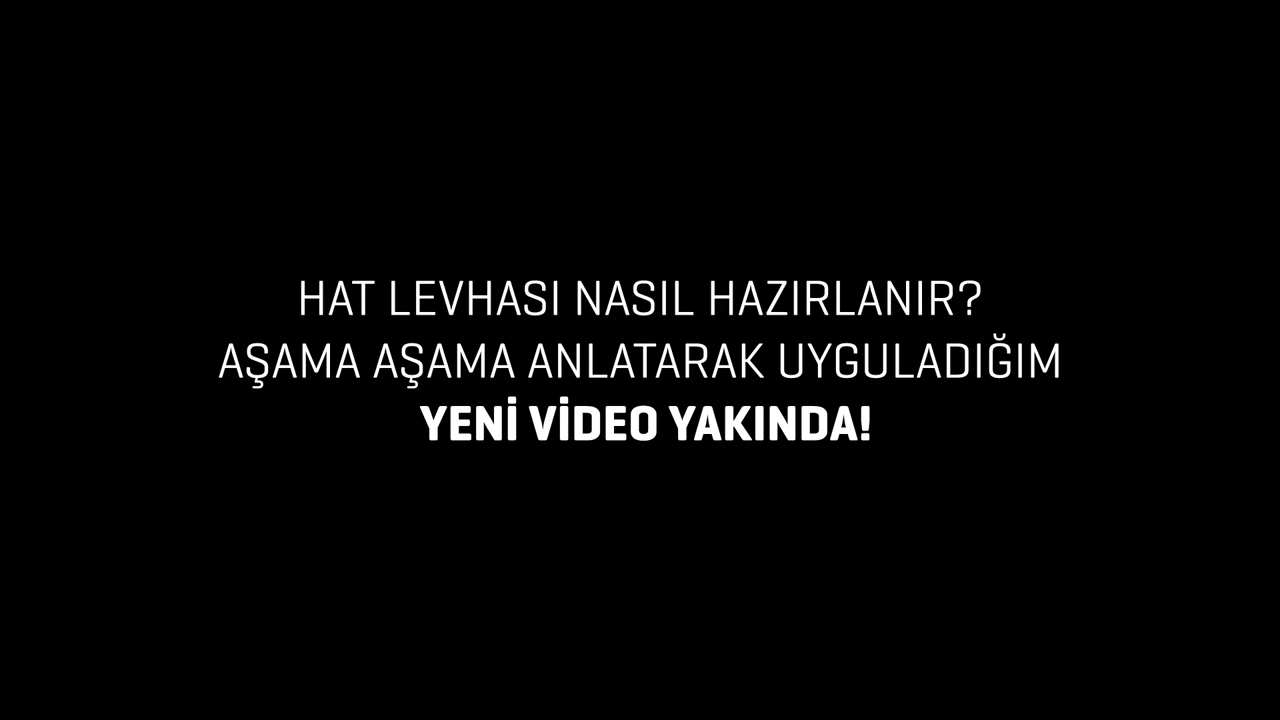 HAT LEVHASI NASIL HAZIRLANIR?
AŞAMA AŞAMA ANLATARAK UYGULADIĞIM
YENİ VİDEO YAKINDA!